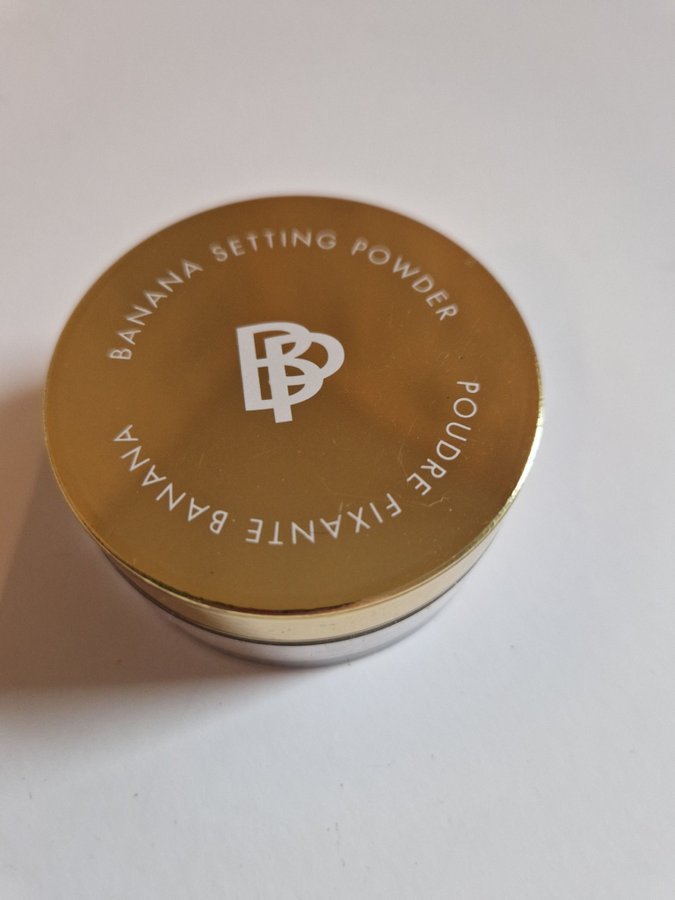 BANANA SETTING POWDER
BP
POUDRE FIXANTE BANANA